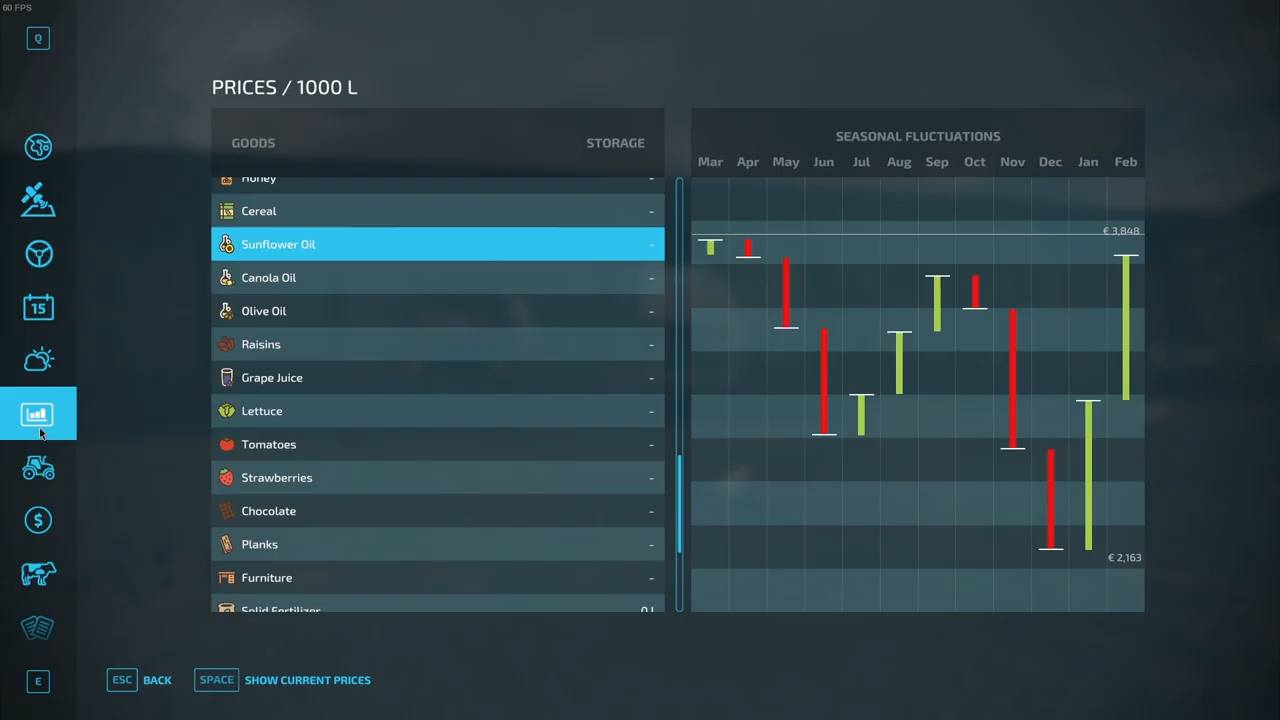 60 FPS
Q
PRICES / 1000 L
GOODS STORAGE
SEASONAL FLUCTUATIONS
Mar Apr May Jun Jul Aug Sep Oct Nov Dec Jan Feb
Honey -
Cereal -
Sunflower Oil -
Canola Oil -
Olive Oil -
Raisins -
Grape Juice -
Lettuce -
Tomatoes -
Strawberries -
Chocolate -
Planks -
Furniture -
Solid Fertilizer 0 L
€ 3,848
€ 2,163
15
$
E
ESC BACK SPACE SHOW CURRENT PRICES